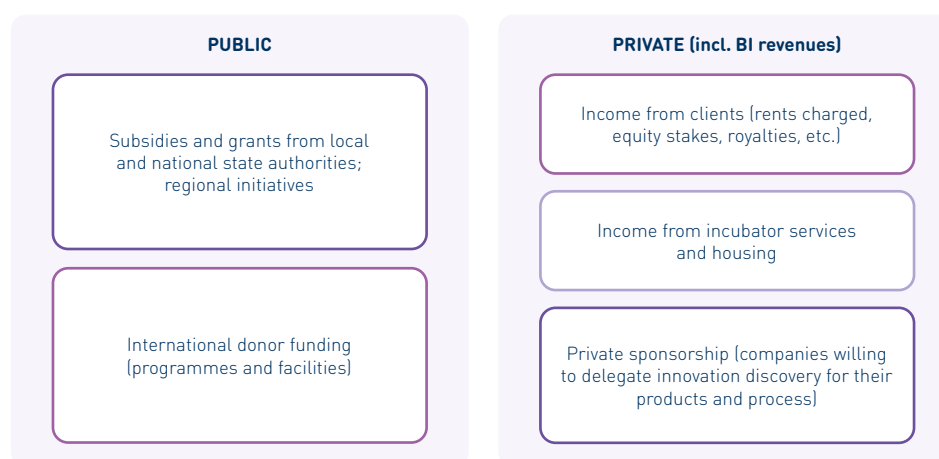 PUBLIC
Subsidies and grants from local
and national state authorities;
regional initiatives
International donor funding
(programmes and facilities)
PRIVATE (incl. BI revenues)
Income from clients (rents charged,
equity stakes, royalties, etc.)
Income from incubator services
and housing
Private sponsorship (companies willing
to delegate innovation discovery for their
products and process)